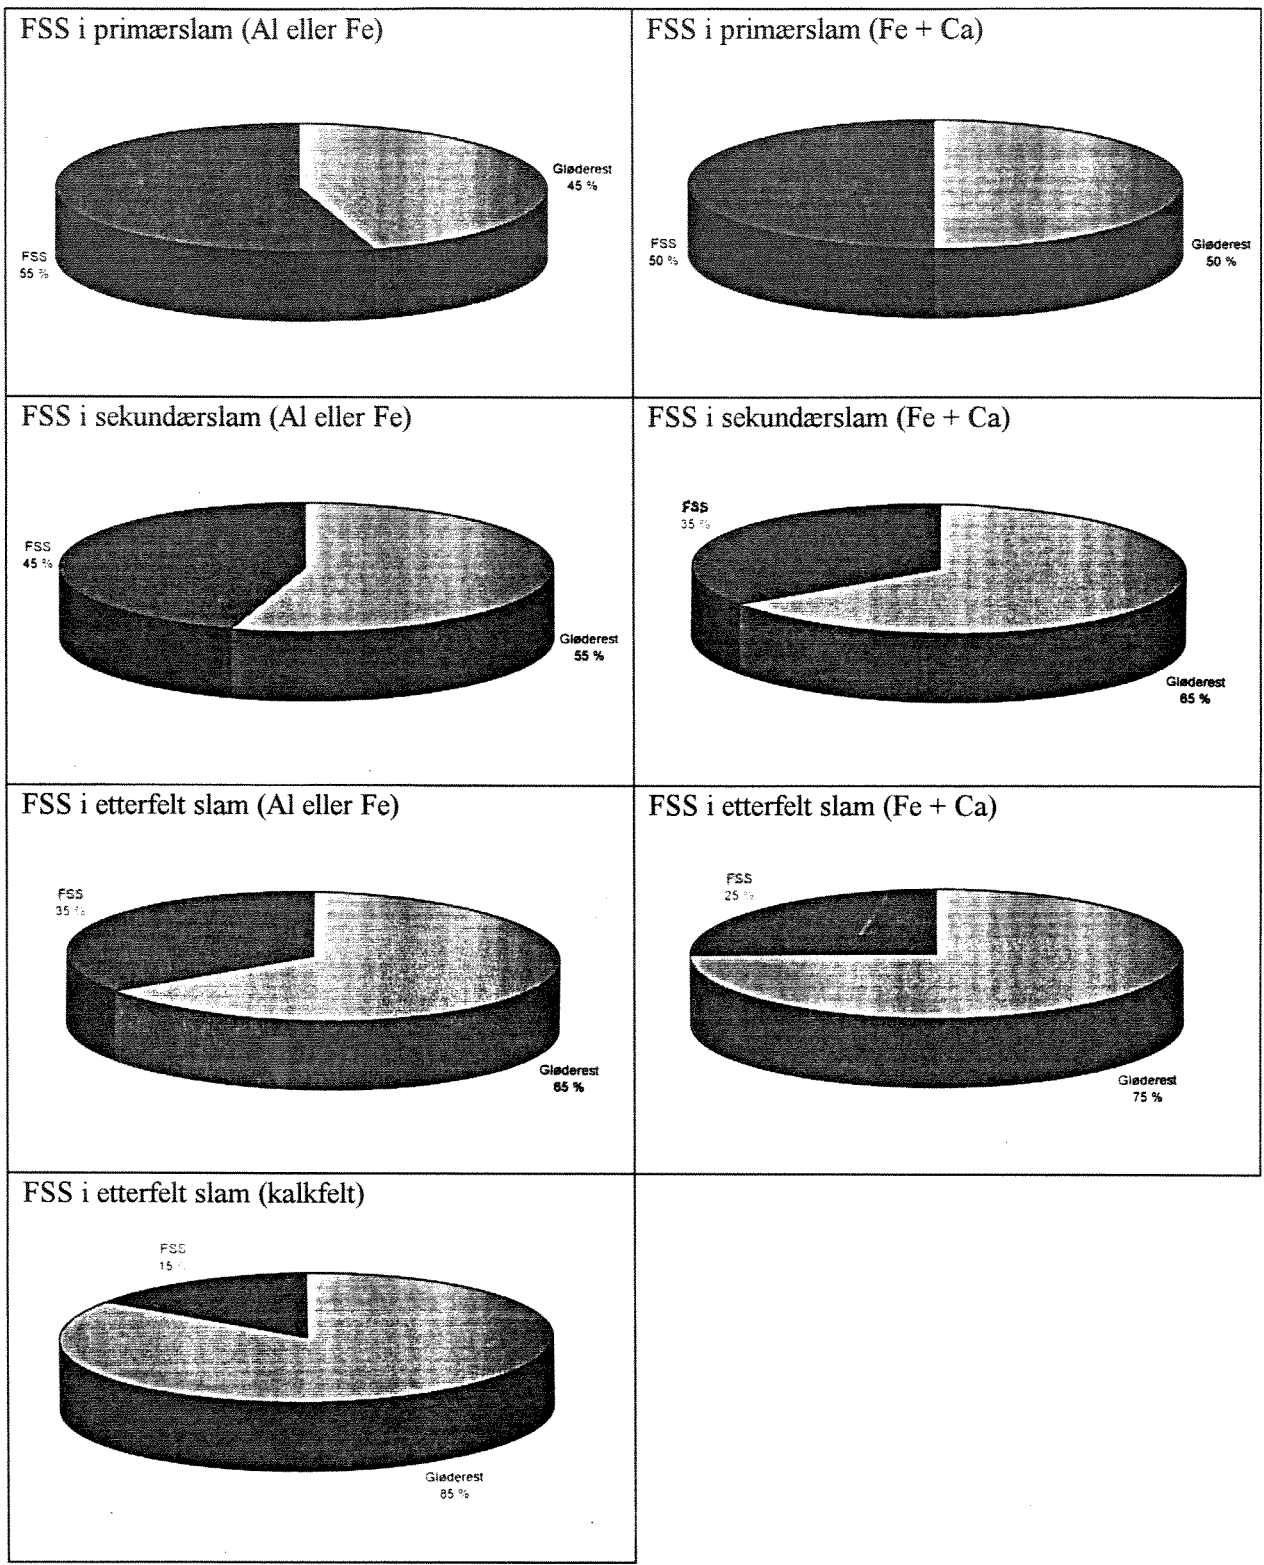 FSS i primærslam (Al eller Fe)
Gløderest
45 %
FSS
55 %
FSS i primærslam (Fe + Ca)
FSS
50 %
Gløderest
50 %
FSS i sekundærslam (Al eller Fe)
FSS
45 %
Gløderest
55 %
FSS i sekundærslam (Fe + Ca)
FSS
35 %
Gløderest
65 %
FSS i etterfelt slam (Al eller Fe)
FSS
35 %
Gløderest
65 %
FSS i etterfelt slam (Fe + Ca)
FSS
25 %
Gløderest
75 %
FSS i etterfelt slam (kalkfelt)
FSS
15 %
Gløderest
85 %